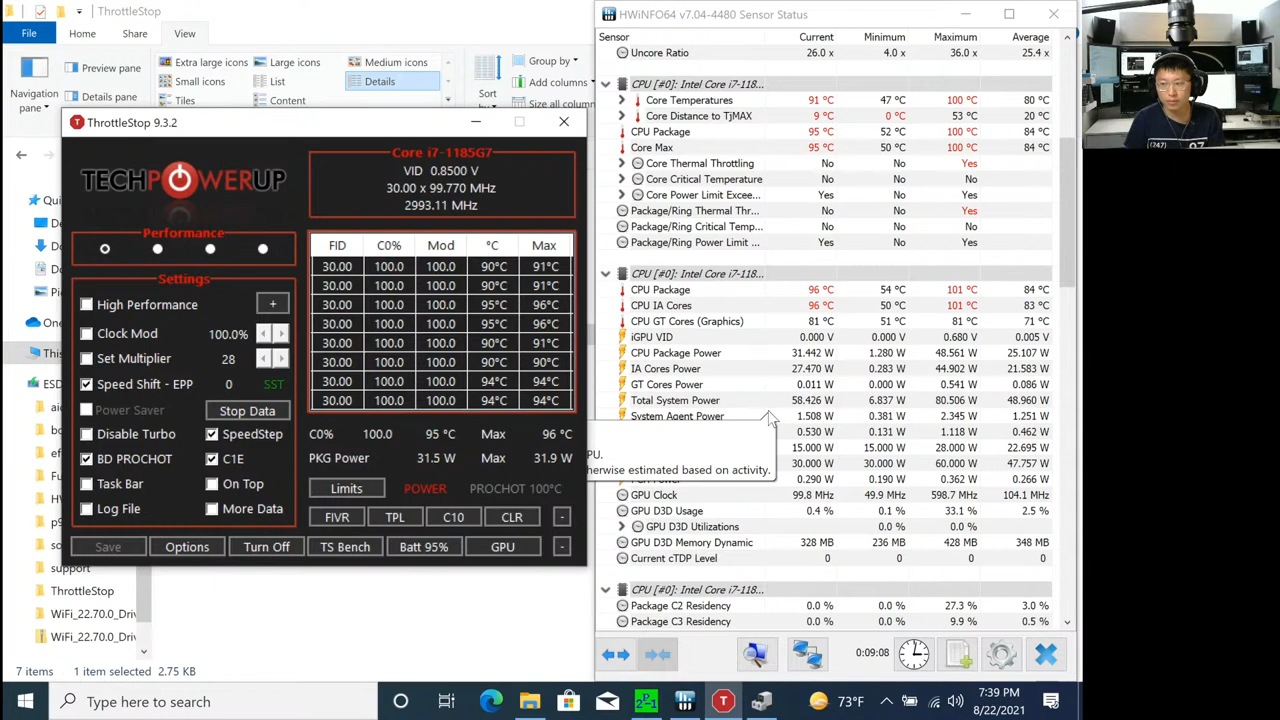 ThrottleStop
File
Home
Share
View
Navigation pane
Preview pane
Details pane
Extra large icons
Large icons
Medium icons
Small icons
List
Details
Tiles
Content
Sort
Group by
Add columns
ThrottleStop 9.3.2
TECHPOWERUP
Core i7-1185G7
VID 0.8500 V
30.00 x 99.770 MHz
2993.11 MHz
Performance
Settings
High Performance +
Clock Mod 100.0%
Set Multiplier 28
Speed Shift - EPP 0 SST
Power Saver Stop Data
Disable Turbo SpeedStep
BD PROCHOT C1E
Task Bar On Top
Log File More Data
FID C0% Mod °C Max
30.00 100.0 100.0 90°C 91°C
30.00 100.0 100.0 90°C 91°C
30.00 100.0 100.0 95°C 96°C
30.00 100.0 100.0 95°C 96°C
30.00 100.0 100.0 90°C 91°C
30.00 100.0 100.0 90°C 90°C
30.00 100.0 100.0 94°C 94°C
30.00 100.0 100.0 94°C 94°C
C0% 100.0 95 °C Max 96 °C
PKG Power 31.5 W Max 31.9 W
Limits POWER PROCHOT 100°C
FIVR TPL C10 CLR -
Save Options Turn Off TS Bench Batt 95% GPU -
support
ThrottleStop
WiFi_22.70.0_Driv
WiFi_22.70.0_Driv
7 items 1 item selected 2.75 KB
HWiNFO64 v7.04-4480 Sensor Status
Sensor Current Minimum Maximum Average
Uncore Ratio 26.0 x 4.0 x 36.0 x 25.4 x
CPU [#0]: Intel Core i7-118...
Core Temperatures 91 °C 47 °C 100 °C 80 °C
Core Distance to TjMAX 9 °C 0 °C 53 °C 20 °C
CPU Package 95 °C 52 °C 100 °C 84 °C
Core Max 95 °C 50 °C 100 °C 84 °C
Core Thermal Throttling No No Yes
Core Critical Temperature No No No
Core Power Limit Excee... Yes No Yes
Package/Ring Thermal Thr... No No Yes
Package/Ring Critical Temp... No No No
Package/Ring Power Limit ... Yes No Yes
CPU [#0]: Intel Core i7-118...
CPU Package 96 °C 54 °C 101 °C 84 °C
CPU IA Cores 96 °C 50 °C 101 °C 83 °C
CPU GT Cores (Graphics) 81 °C 51 °C 81 °C 71 °C
iGPU VID 0.000 V 0.000 V 0.680 V 0.005 V
CPU Package Power 31.442 W 1.280 W 48.561 W 25.107 W
IA Cores Power 27.470 W 0.283 W 44.902 W 21.583 W
GT Cores Power 0.011 W 0.000 W 0.541 W 0.086 W
Total System Power 58.426 W 6.837 W 80.506 W 48.960 W
System Agent Power 1.508 W 0.381 W 2.345 W 1.251 W
0.530 W 0.131 W 1.118 W 0.462 W
PU.
15.000 W 15.000 W 28.000 W 22.695 W
herwise estimated based on activity. 30.000 W 30.000 W 60.000 W 47.757 W
0.290 W 0.190 W 0.362 W 0.266 W
GPU Clock 99.8 MHz 49.9 MHz 598.7 MHz 104.1 MHz
GPU D3D Usage 0.4 % 0.1 % 33.1 % 2.5 %
GPU D3D Utilizations 0.0 % 0.0 %
GPU D3D Memory Dynamic 328 MB 236 MB 428 MB 348 MB
Current cTDP Level 0 0 0 0
CPU [#0]: Intel Core i7-118...
Package C2 Residency 0.0 % 0.0 % 27.3 % 3.0 %
Package C3 Residency 0.0 % 0.0 % 9.9 % 0.5 %
0:09:08
Type here to search
73°F
7:39 PM
8/22/2021